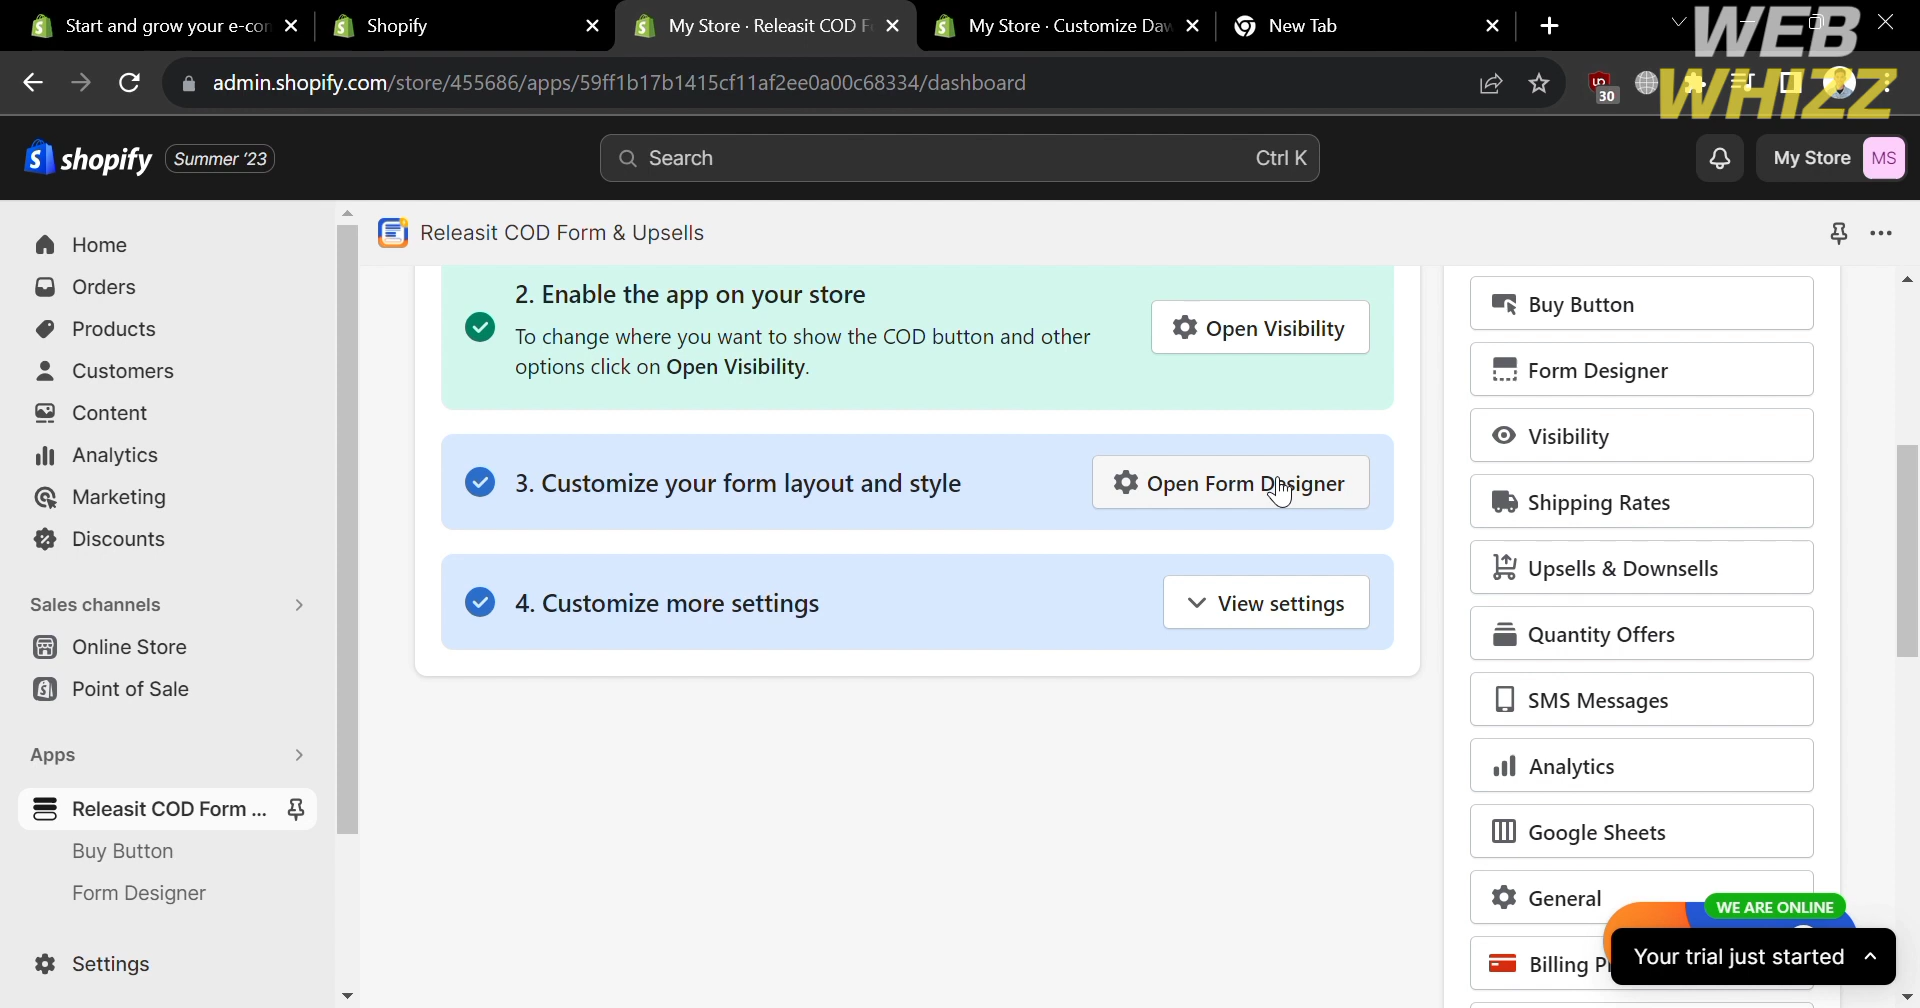 Start and grow your e-con
Shopify
My Store · Releasit COD F
My Store · Customize Daw
New Tab
WEB
WHIZZ
admin.shopify.com/store/455686/apps/59ff1b17b1415cf11af2ee0a00c68334/dashboard
30
shopify
Summer '23
Search
Ctrl K
My Store
MS
Home
Orders
Products
Customers
Content
Analytics
Marketing
Discounts
Sales channels
Online Store
Point of Sale
Apps
Releasit COD Form ...
Buy Button
Form Designer
Settings
Releasit COD Form & Upsells
2. Enable the app on your store
To change where you want to show the COD button and other
options click on Open Visibility.
Open Visibility
3. Customize your form layout and style
Open Form Designer
4. Customize more settings
View settings
Buy Button
Form Designer
Visibility
Shipping Rates
Upsells & Downsells
Quantity Offers
SMS Messages
Analytics
Google Sheets
General
Billing P
WE ARE ONLINE
Your trial just started